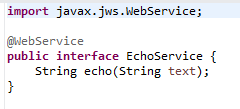 import javax.jws.WebService;
@WebService
public interface EchoService {
    String echo(String text);
}